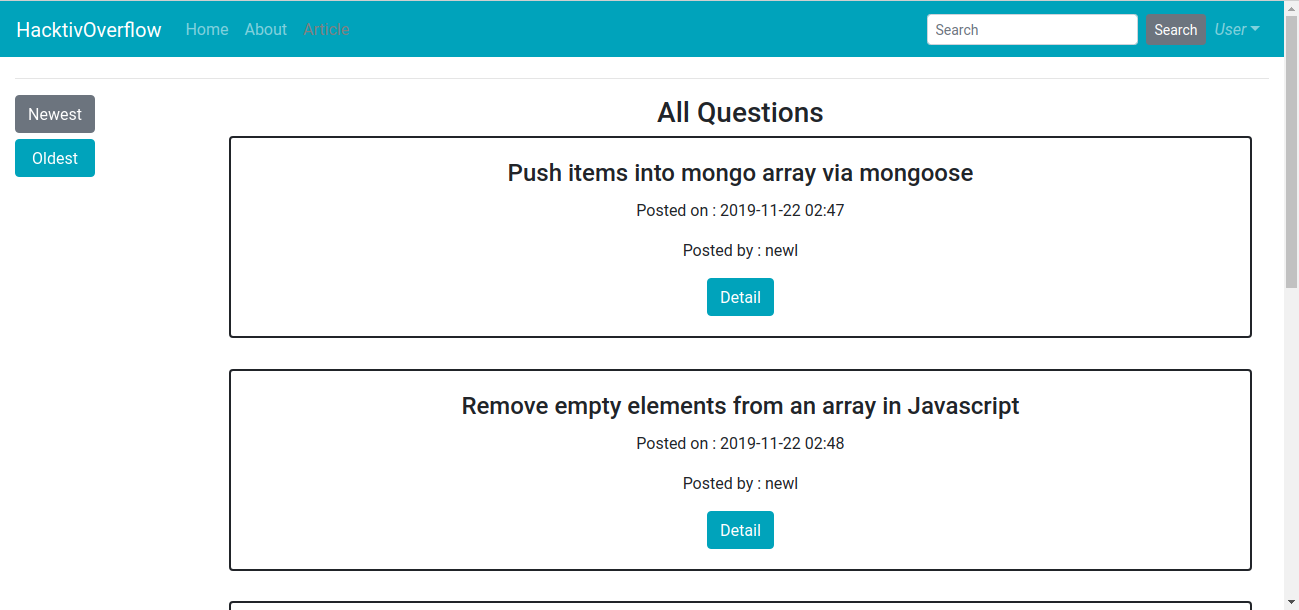 HacktivOverflow Home About Article Search Search User
Newest
Oldest
All Questions
Push items into mongo array via mongoose
Posted on : 2019-11-22 02:47
Posted by : newl
Detail
Remove empty elements from an array in Javascript
Posted on : 2019-11-22 02:48
Posted by : newl
Detail